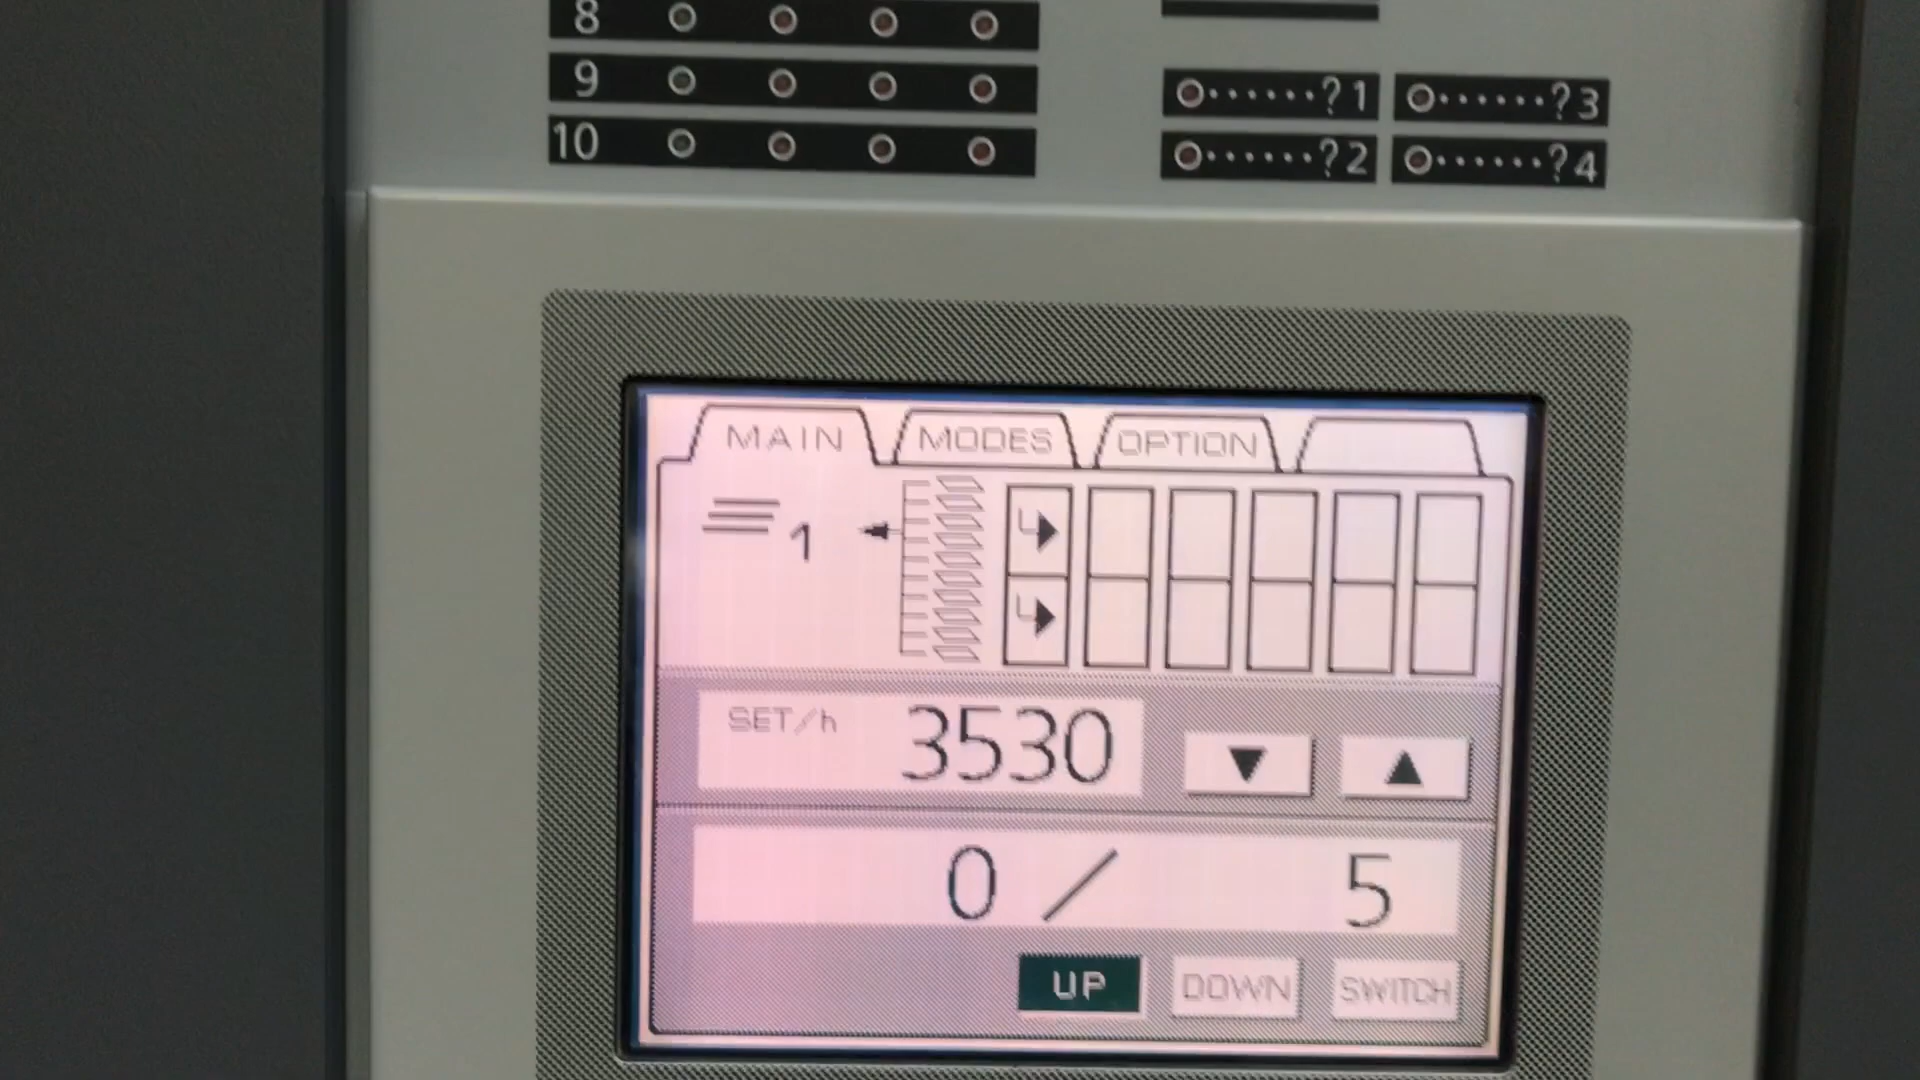 8
9
10
?1 ?3
?2 ?4
MAIN MODES OPTION
1
SET/h 3530 ▼ ▲
0 / 5
UP DOWN SWITCH